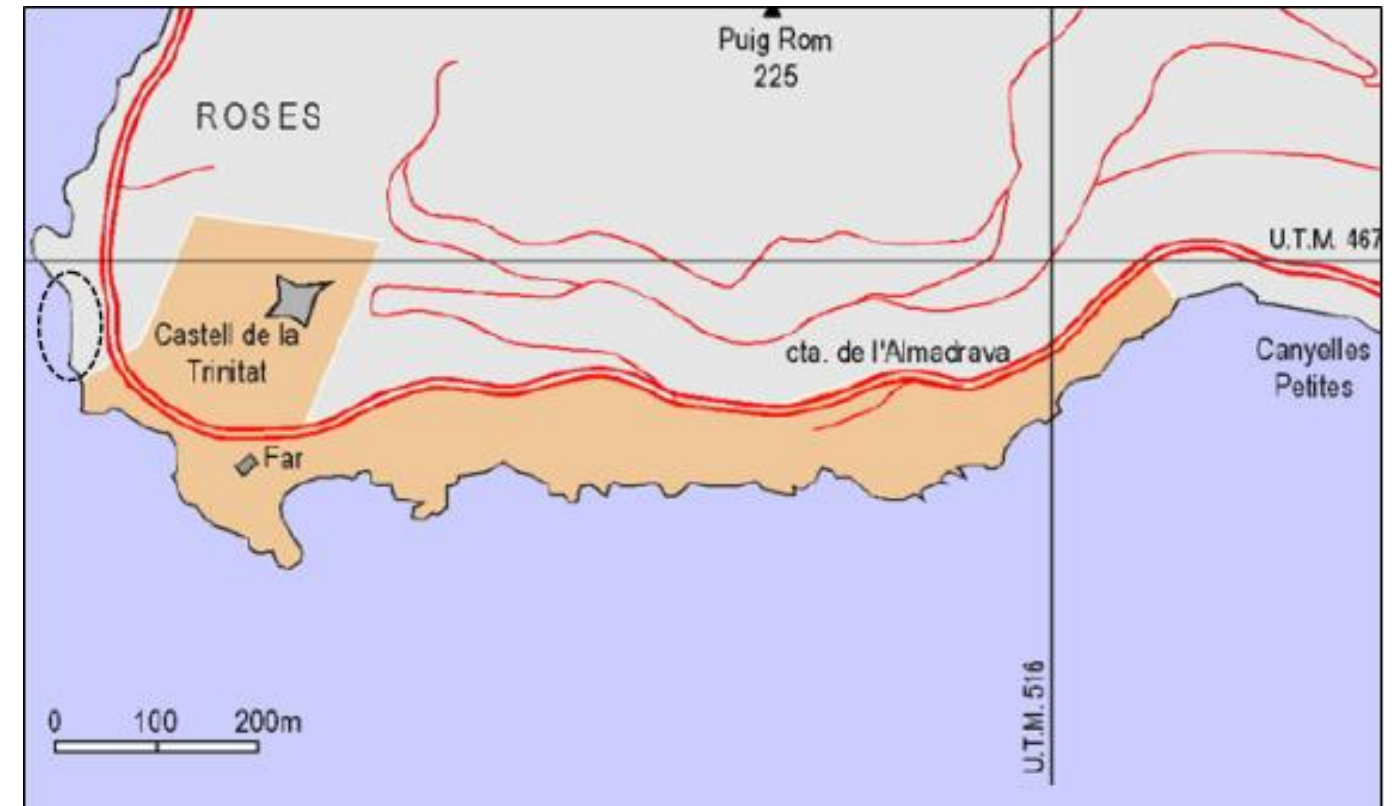 Puig Rom
225
ROSES
U.T.M. 467
Castell de la
Trinitat
cta. de l'Almadrava
Canyelles
Petites
Far
U.T.M. 516
0 100 200m